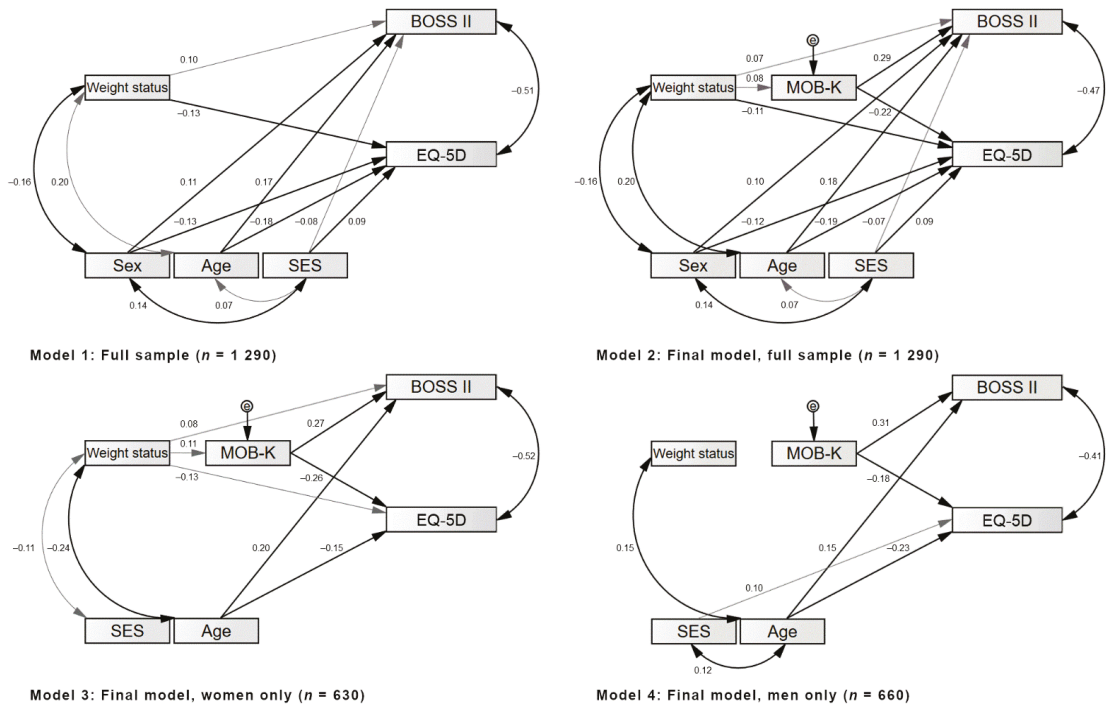 BOSS II
0.10
Weight status
–0.13
–0.51
EQ-5D
–0.16
0.20
0.11
0.17
–0.13
–0.18
–0.08
0.09
Sex
Age
SES
0.14
0.07
Model 1: Full sample (n = 1 290)
BOSS II
e
0.07
0.29
0.08
Weight status
MOB-K
–0.11
–0.22
–0.47
EQ-5D
–0.16
0.20
0.10
0.18
–0.12
–0.19
–0.07
0.09
Sex
Age
SES
0.14
0.07
Model 2: Final model, full sample (n = 1 290)
BOSS II
e
0.08
0.27
0.11
Weight status
MOB-K
–0.13
–0.26
–0.52
EQ-5D
–0.11
–0.24
0.20
–0.15
SES
Age
Model 3: Final model, women only (n = 630)
BOSS II
e
0.31
Weight status
MOB-K
–0.18
–0.41
EQ-5D
0.15
0.15
–0.23
0.10
SES
Age
0.12
Model 4: Final model, men only (n = 660)